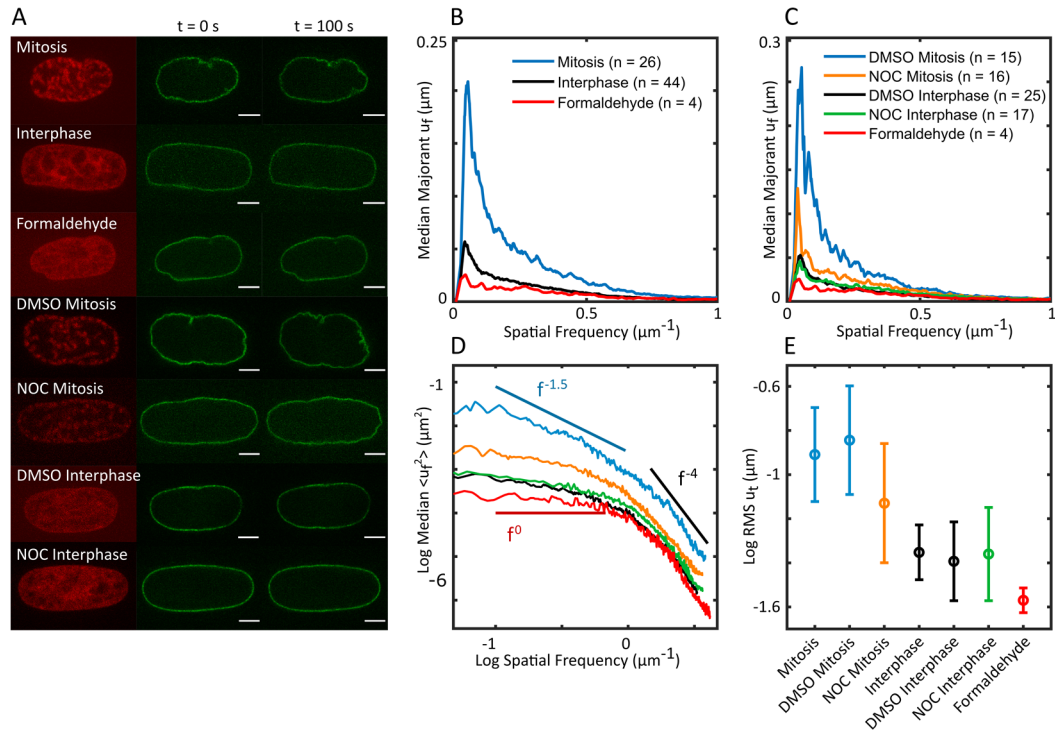 A
t = 0 s
t = 100 s
Mitosis
Interphase
Formaldehyde
DMSO Mitosis
NOC Mitosis
DMSO Interphase
NOC Interphase
B
0.25
Median Majorant u_f (μm)
0
Mitosis (n = 26)
Interphase (n = 44)
Formaldehyde (n = 4)
0
0.5
1
Spatial Frequency (μm⁻¹)
C
0.3
Median Majorant u_f (μm)
0
DMSO Mitosis (n = 15)
NOC Mitosis (n = 16)
DMSO Interphase (n = 25)
NOC Interphase (n = 17)
Formaldehyde (n = 4)
0
0.5
1
Spatial Frequency (μm⁻¹)
D
-1
Log Median <u_f²> (μm²)
-6
f⁻¹·⁵
f⁻⁴
f⁰
-1
0
Log Spatial Frequency (μm⁻¹)
E
-0.6
-1
Log RMS u_t (μm)
-1.6
Mitosis
DMSO Mitosis
NOC Mitosis
Interphase
DMSO Interphase
NOC Interphase
Formaldehyde